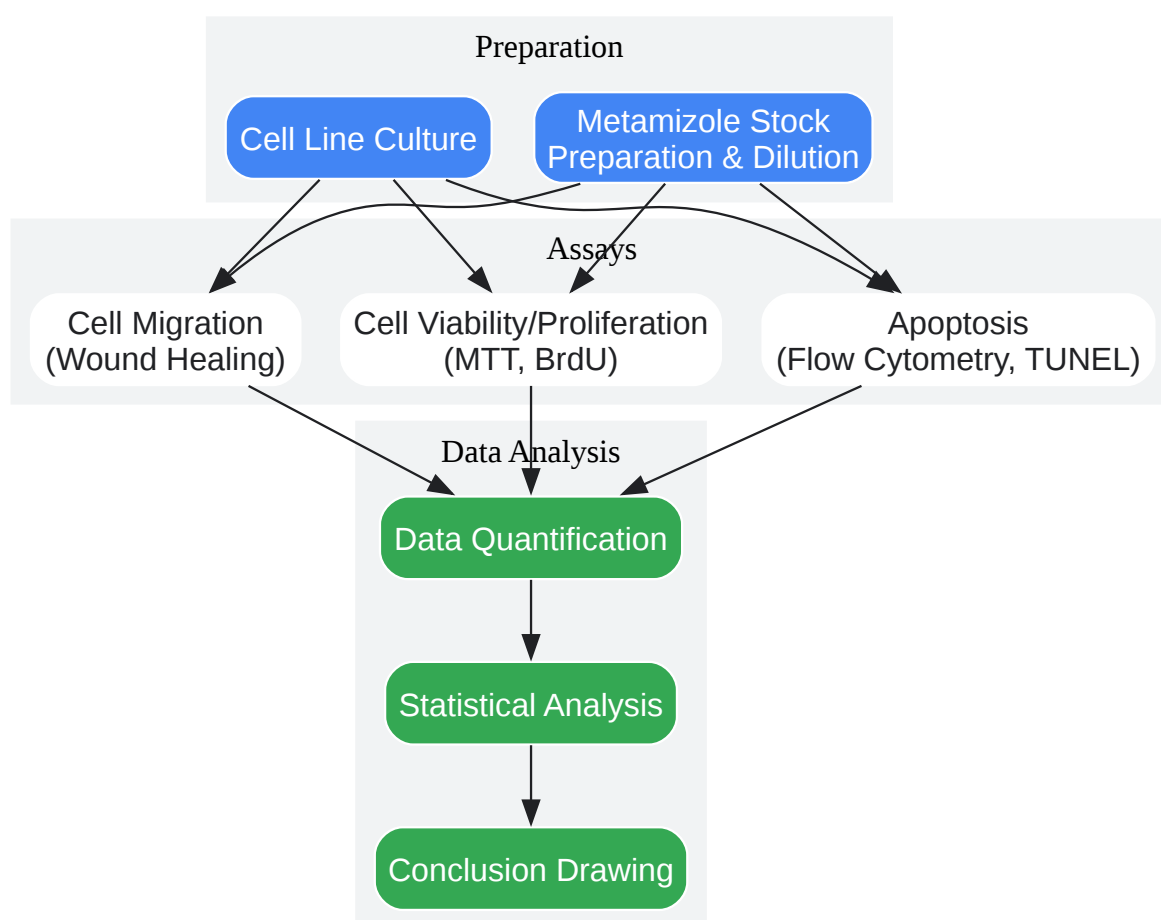 Preparation
Cell Line Culture
Metamizole Stock
Preparation & Dilution
Assays
Cell Migration
(Wound Healing)
Cell Viability/Proliferation
(MTT, BrdU)
Apoptosis
(Flow Cytometry, TUNEL)
Data Analysis
Data Quantification
Statistical Analysis
Conclusion Drawing